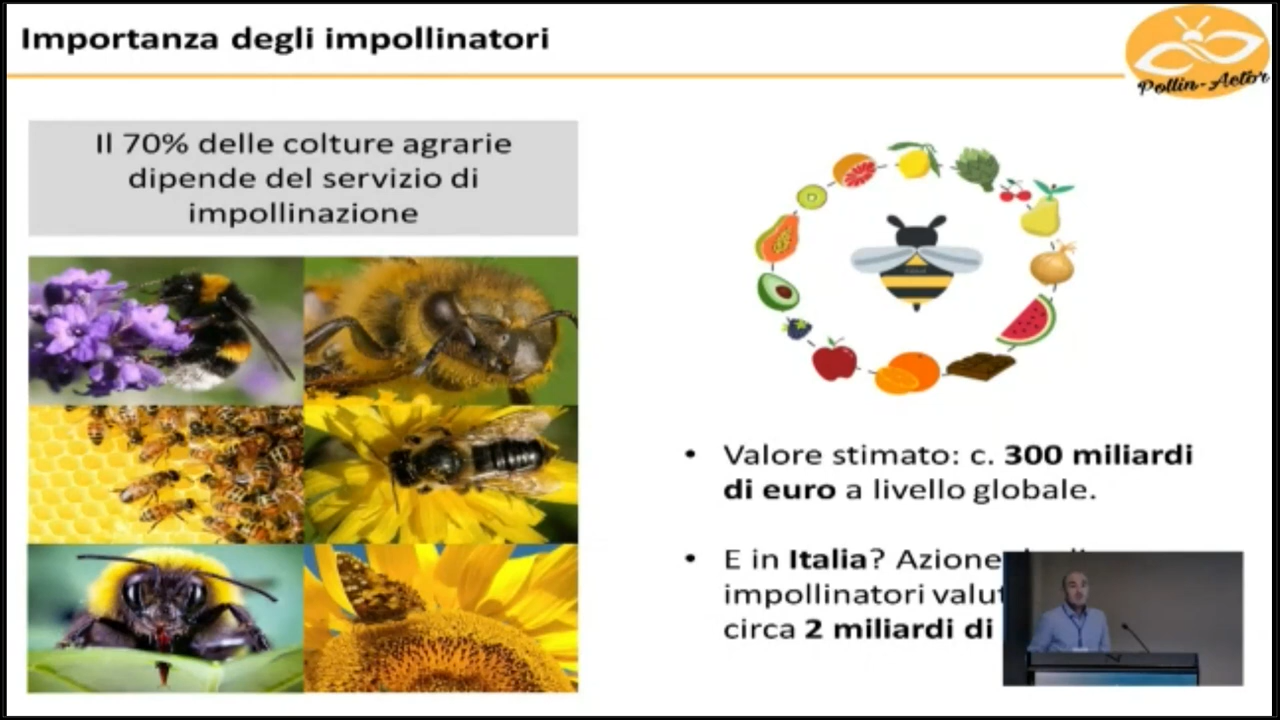 Importanza degli impollinatori
Pollin-Actor
Il 70% delle colture agrarie
dipende del servizio di
impollinazione
• Valore stimato: c. 300 miliardi
di euro a livello globale.
• E in Italia? Azione
impollinatori
circa 2 miliardi di